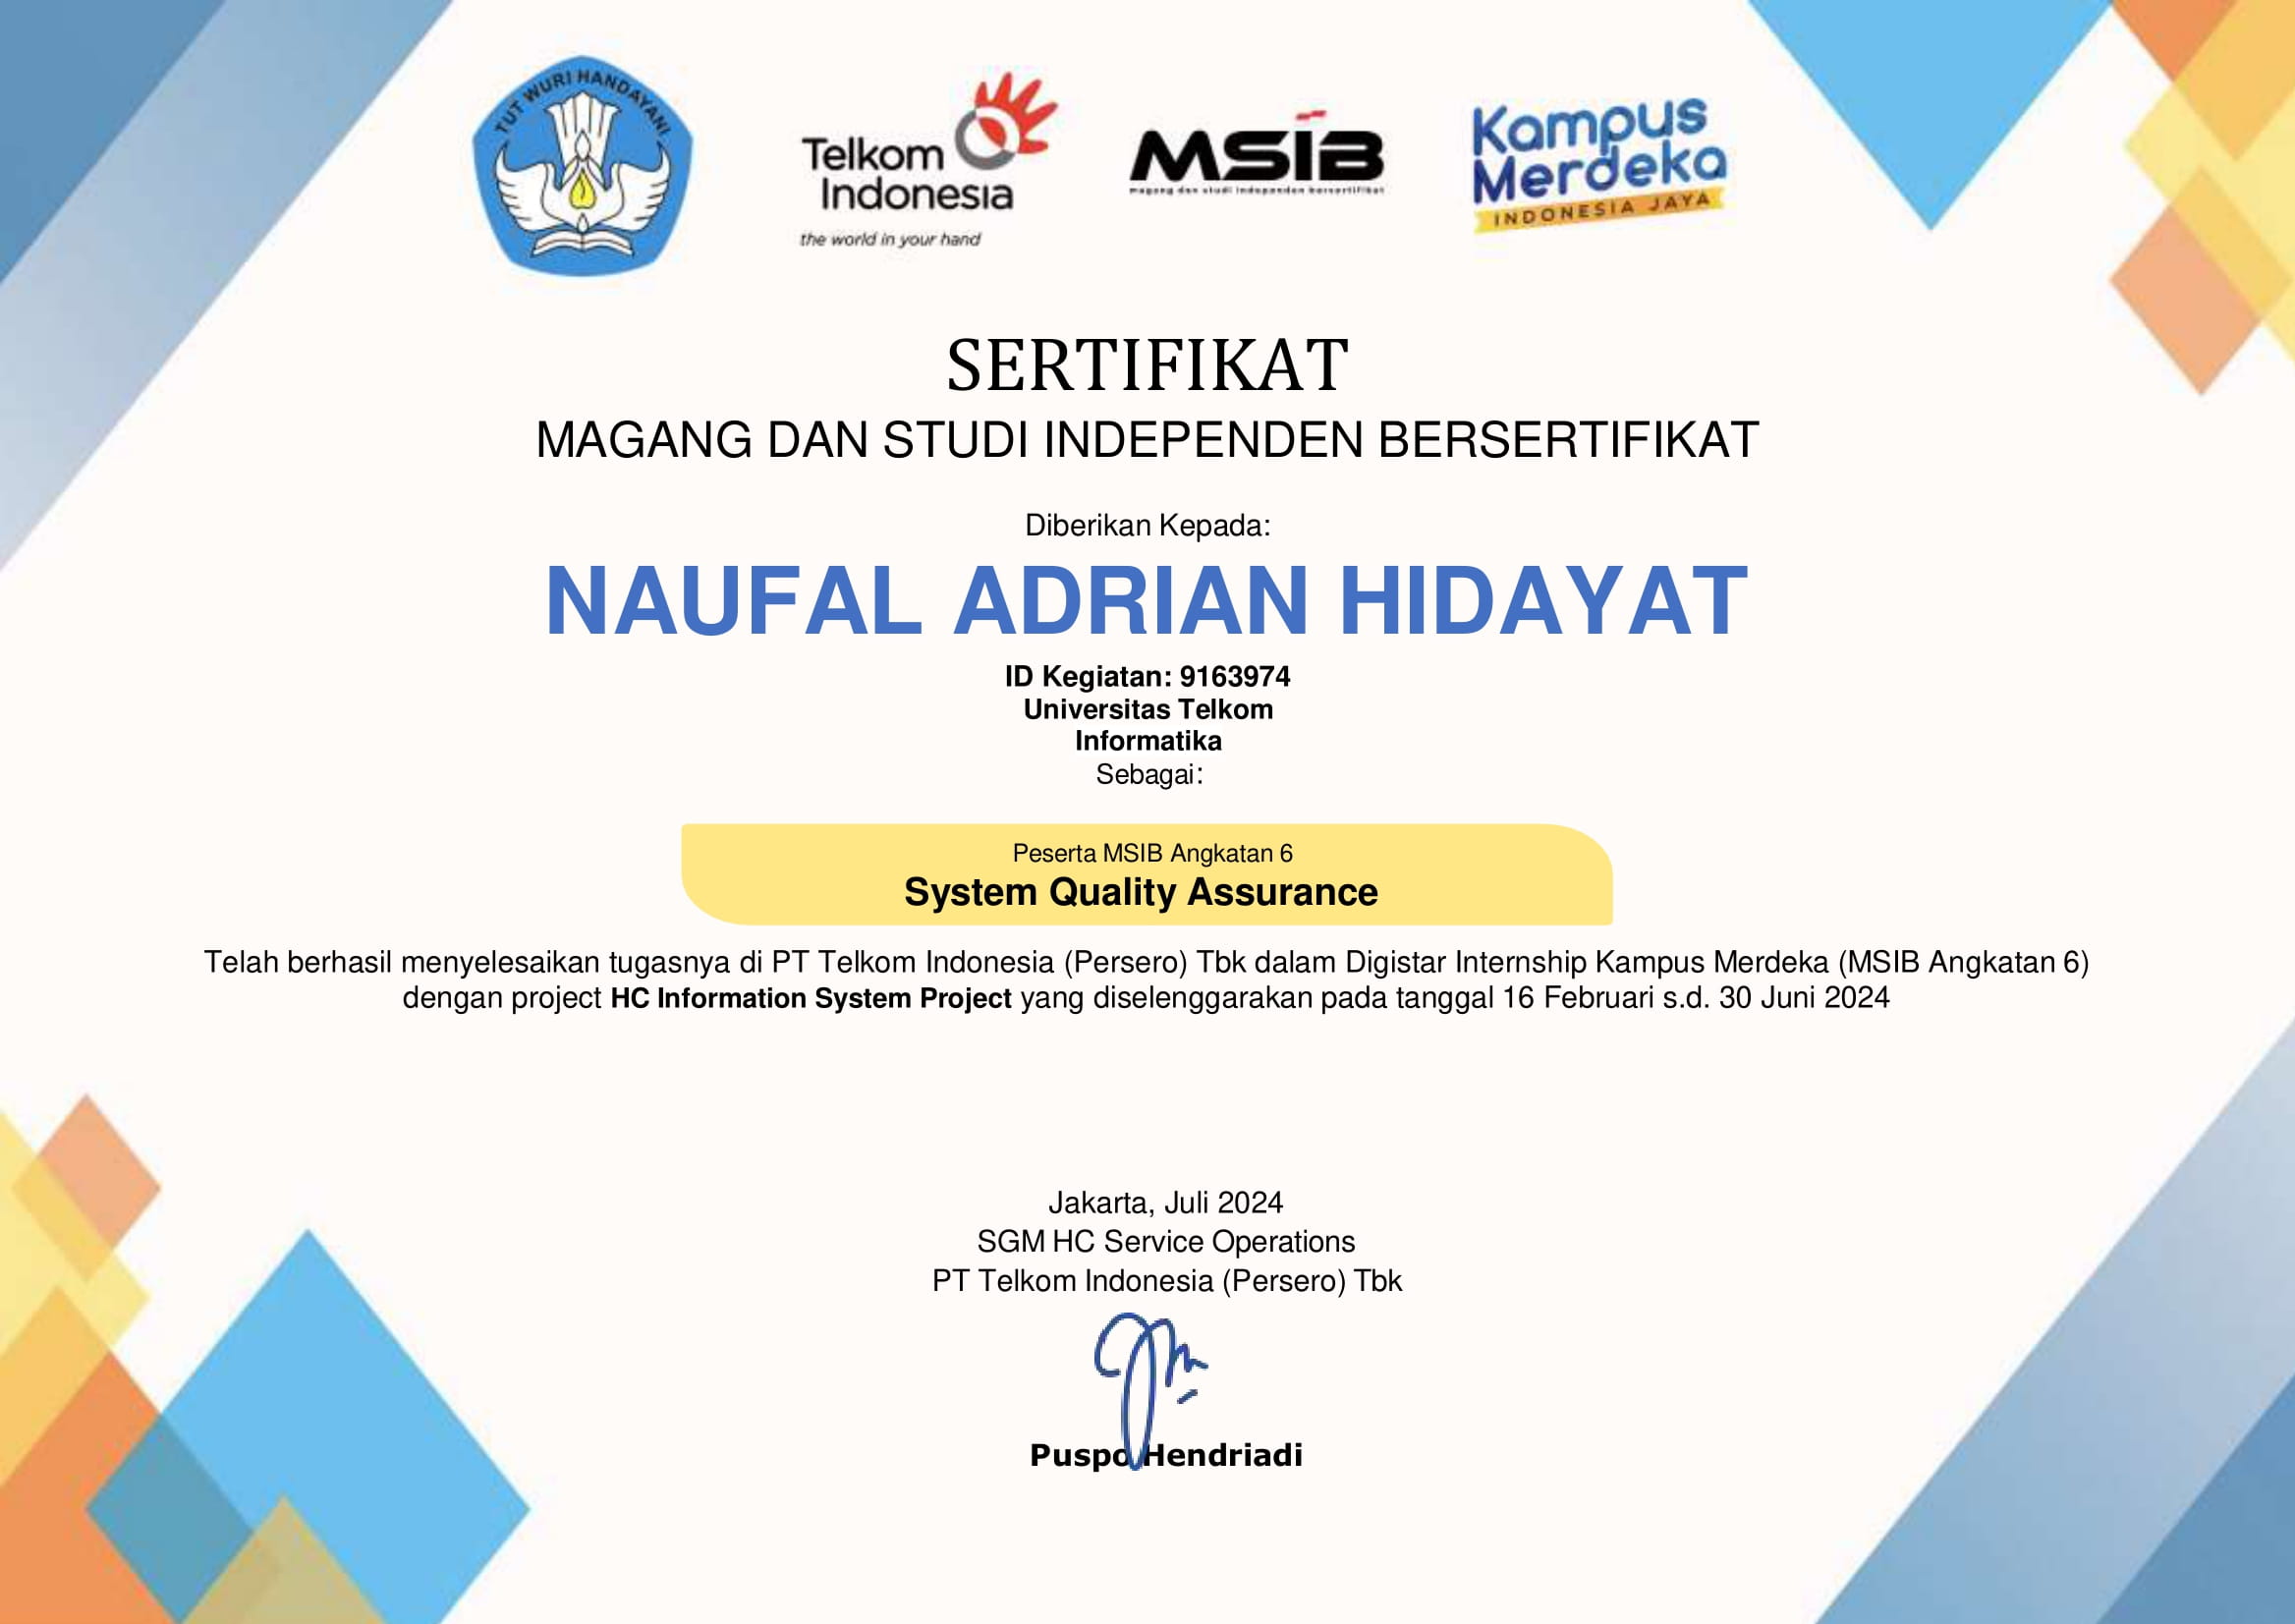 TUT WURI HANDAYANI
Telkom
Indonesia
the world in your hand
MSIB
magang dan studi independen bersertifikat
Kampus
Merdeka
INDONESIA JAYA
SERTIFIKAT
MAGANG DAN STUDI INDEPENDEN BERSERTIFIKAT
Diberikan Kepada:
NAUFAL ADRIAN HIDAYAT
ID Kegiatan: 9163974
Universitas Telkom
Informatika
Sebagai:
Peserta MSIB Angkatan 6
System Quality Assurance
Telah berhasil menyelesaikan tugasnya di PT Telkom Indonesia (Persero) Tbk dalam Digistar Internship Kampus Merdeka (MSIB Angkatan 6)
dengan project HC Information System Project yang diselenggarakan pada tanggal 16 Februari s.d. 30 Juni 2024
Jakarta, Juli 2024
SGM HC Service Operations
PT Telkom Indonesia (Persero) Tbk
Puspo Hendriadi